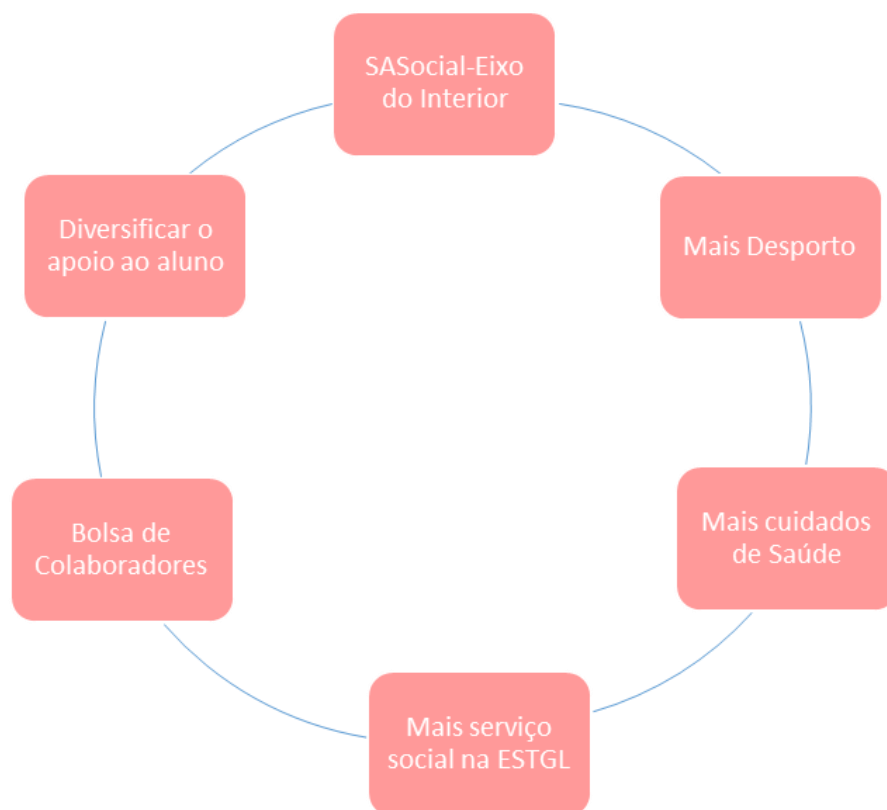 SASocial-Eixo
do Interior
Mais Desporto
Mais cuidados
de Saúde
Mais serviço
social na ESTGL
Bolsa de
Colaboradores
Diversificar o
apoio ao aluno